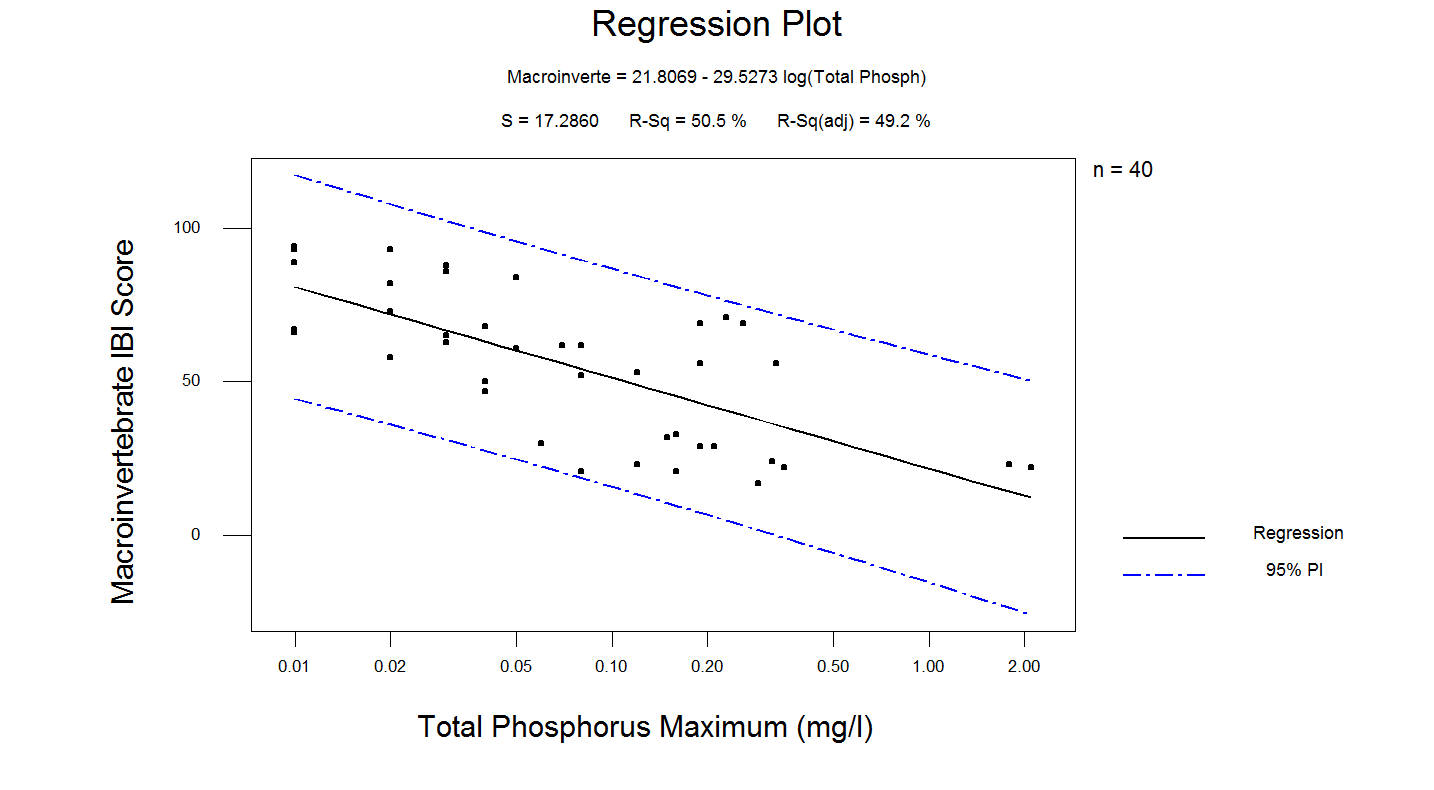 Regression Plot
Macroinverte = 21.8069 - 29.5273 log(Total Phosph)
S = 17.2860 R-Sq = 50.5 % R-Sq(adj) = 49.2 %
n = 40
Macroinvertebrate IBI Score
100
50
0
Regression
95% PI
0.01 0.02 0.05 0.10 0.20 0.50 1.00 2.00
Total Phosphorus Maximum (mg/l)